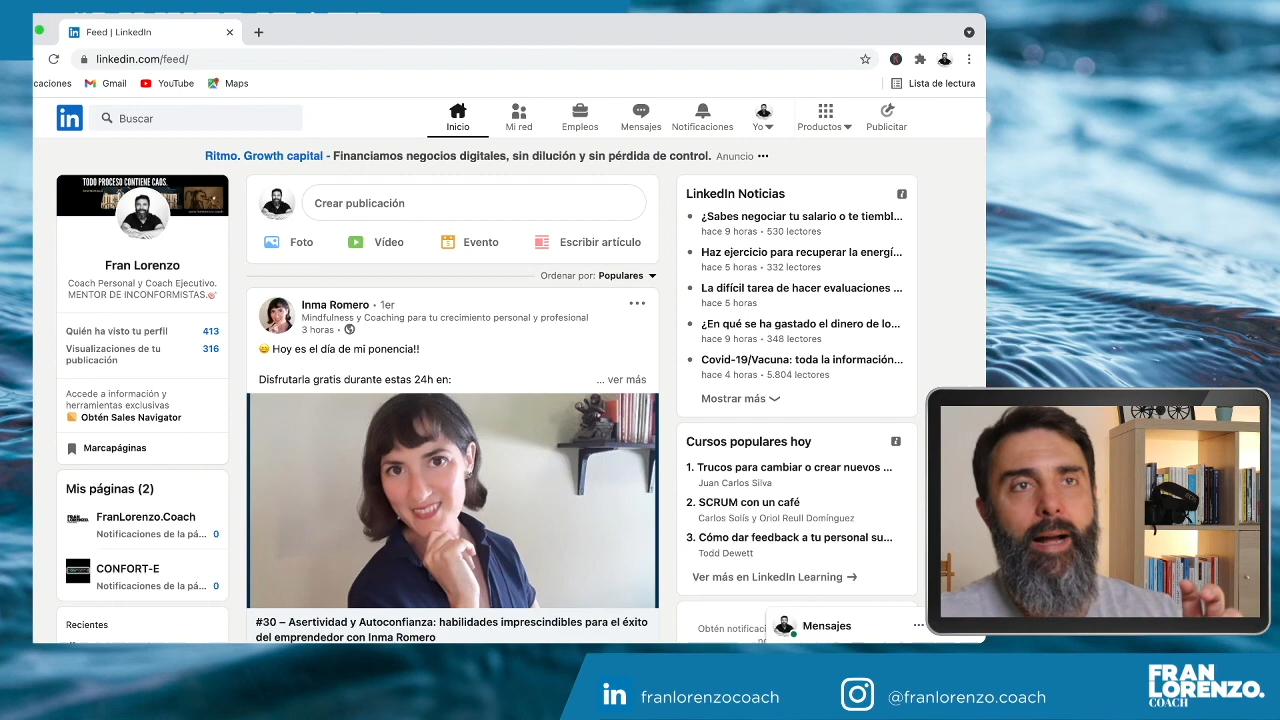 Feed | LinkedIn
linkedin.com/feed/
caciones
Gmail
YouTube
Maps
Lista de lectura
Buscar
Inicio
Mi red
Empleos
Mensajes
Notificaciones
Yo
Productos
Publicitar
Ritmo. Growth capital - Financiamos negocios digitales, sin dilución y sin pérdida de control. Anuncio
TODO PROCESO CONTIENE CAOS.
Fran Lorenzo
Coach Personal y Coach Ejecutivo.
MENTOR DE INCONFORMISTAS.
Quién ha visto tu perfil 413
Visualizaciones de tu 316
publicación
Accede a información y
herramientas exclusivas
Obtén Sales Navigator
Marcapáginas
Mis páginas (2)
FranLorenzo.Coach
Notificaciones de la pá... 0
CONFORT-E
Notificaciones de la pá... 0
Recientes
Crear publicación
Foto
Vídeo
Evento
Escribir artículo
Ordenar por: Populares
Inma Romero • 1er
Mindfulness y Coaching para tu crecimiento personal y profesional
3 horas •
Hoy es el día de mi ponencia!!
Disfrutarla gratis durante estas 24h en:
... ver más
#30 – Asertividad y Autoconfianza: habilidades imprescindibles para el éxito
del emprendedor con Inma Romero
LinkedIn Noticias
¿Sabes negociar tu salario o te tiembl...
hace 9 horas • 530 lectores
Haz ejercicio para recuperar la energí...
hace 5 horas • 332 lectores
La difícil tarea de hacer evaluaciones ...
hace 5 horas
¿En qué se ha gastado el dinero de lo...
hace 9 horas • 348 lectores
Covid-19/Vacuna: toda la información...
hace 4 horas • 5.804 lectores
Mostrar más
Cursos populares hoy
1. Trucos para cambiar o crear nuevos ...
Juan Carlos Silva
2. SCRUM con un café
Carlos Solís y Oriol Reull Domínguez
3. Cómo dar feedback a tu personal su...
Todd Dewett
Ver más en LinkedIn Learning
Obtén notificaci
Mensajes
franlorenzocoach
@franlorenzo.coach
FRAN
LORENZO.
COACH